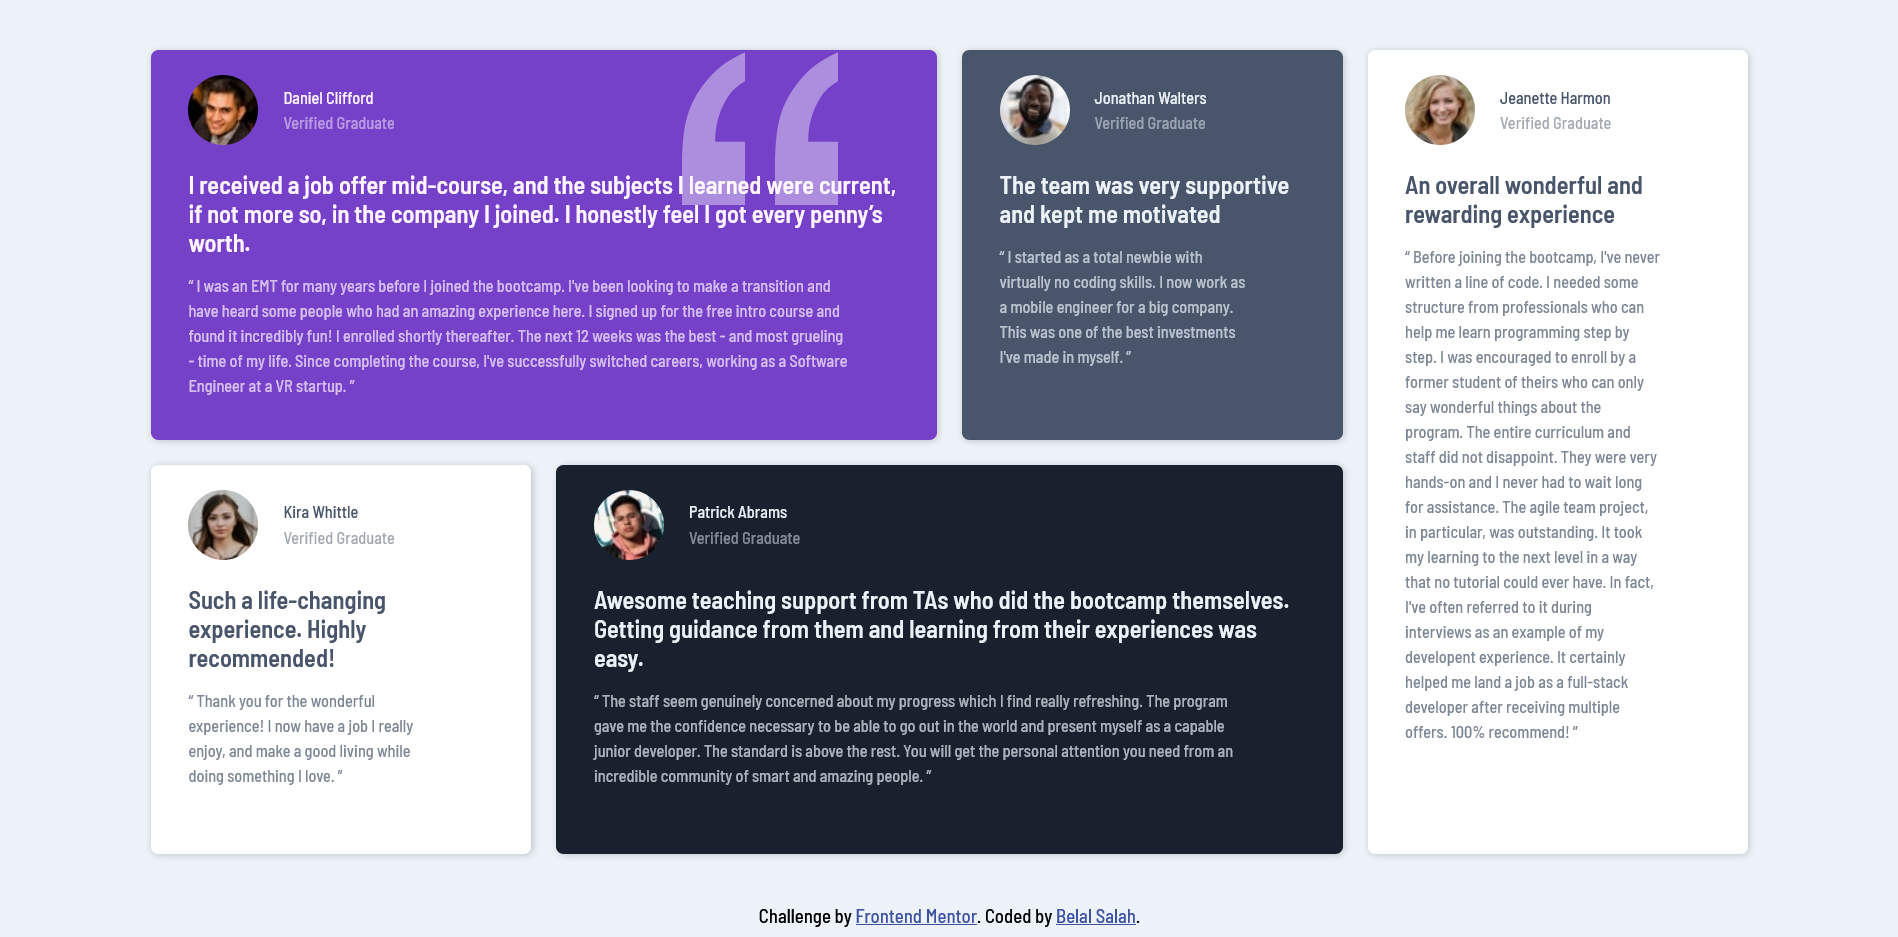 Daniel Clifford
Verified Graduate
I received a job offer mid-course, and the subjects I learned were current,
if not more so, in the company I joined. I honestly feel I got every penny’s
worth.
“ I was an EMT for many years before I joined the bootcamp. I've been looking to make a transition and
have heard some people who had an amazing experience here. I signed up for the free intro course and
found it incredibly fun! I enrolled shortly thereafter. The next 12 weeks was the best - and most grueling
- time of my life. Since completing the course, I've successfully switched careers, working as a Software
Engineer at a VR startup. ”
Jonathan Walters
Verified Graduate
The team was very supportive
and kept me motivated
“ I started as a total newbie with
virtually no coding skills. I now work as
a mobile engineer for a big company.
This was one of the best investments
I've made in myself. ”
Jeanette Harmon
Verified Graduate
An overall wonderful and
rewarding experience
“ Before joining the bootcamp, I've never
written a line of code. I needed some
structure from professionals who can
help me learn programming step by
step. I was encouraged to enroll by a
former student of theirs who can only
say wonderful things about the
program. The entire curriculum and
staff did not disappoint. They were very
hands-on and I never had to wait long
for assistance. The agile team project,
in particular, was outstanding. It took
my learning to the next level in a way
that no tutorial could ever have. In fact,
I've often referred to it during
interviews as an example of my
developent experience. It certainly
helped me land a job as a full-stack
developer after receiving multiple
offers. 100% recommend! ”
Kira Whittle
Verified Graduate
Such a life-changing
experience. Highly
recommended!
“ Thank you for the wonderful
experience! I now have a job I really
enjoy, and make a good living while
doing something I love. ”
Patrick Abrams
Verified Graduate
Awesome teaching support from TAs who did the bootcamp themselves.
Getting guidance from them and learning from their experiences was
easy.
“ The staff seem genuinely concerned about my progress which I find really refreshing. The program
gave me the confidence necessary to be able to go out in the world and present myself as a capable
junior developer. The standard is above the rest. You will get the personal attention you need from an
incredible community of smart and amazing people. ”
Challenge by Frontend Mentor. Coded by Belal Salah.